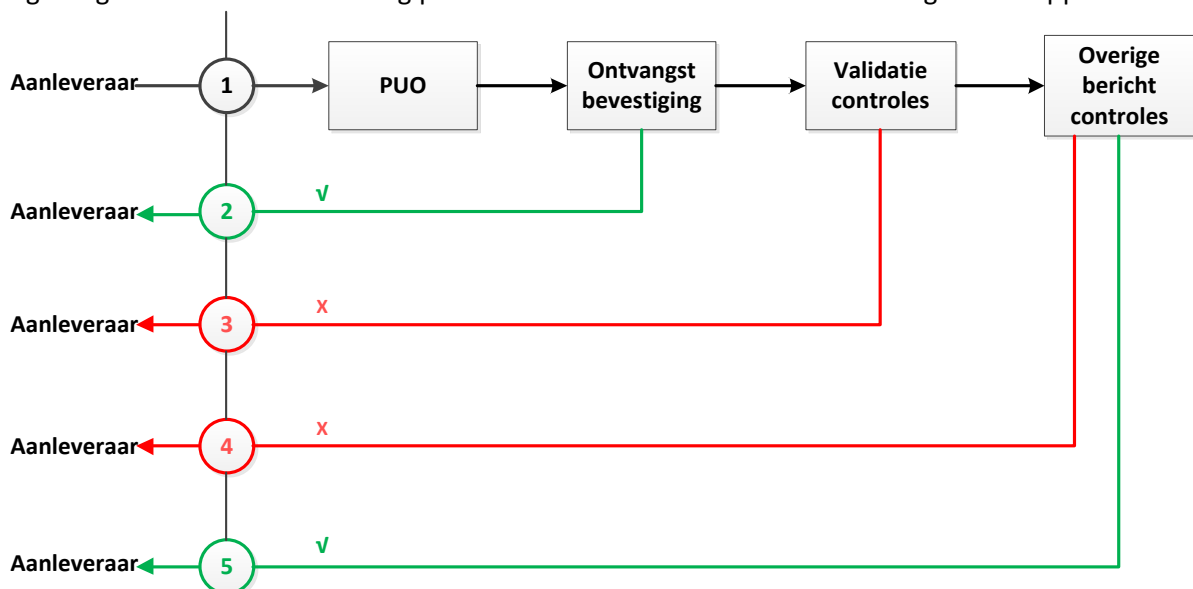 Aanleveraar
1
PUO
Ontvangst
bevestiging
Validatie
controles
Overige
bericht
controles
Aanleveraar
2
√
Aanleveraar
3
X
Aanleveraar
4
X
Aanleveraar
5
√